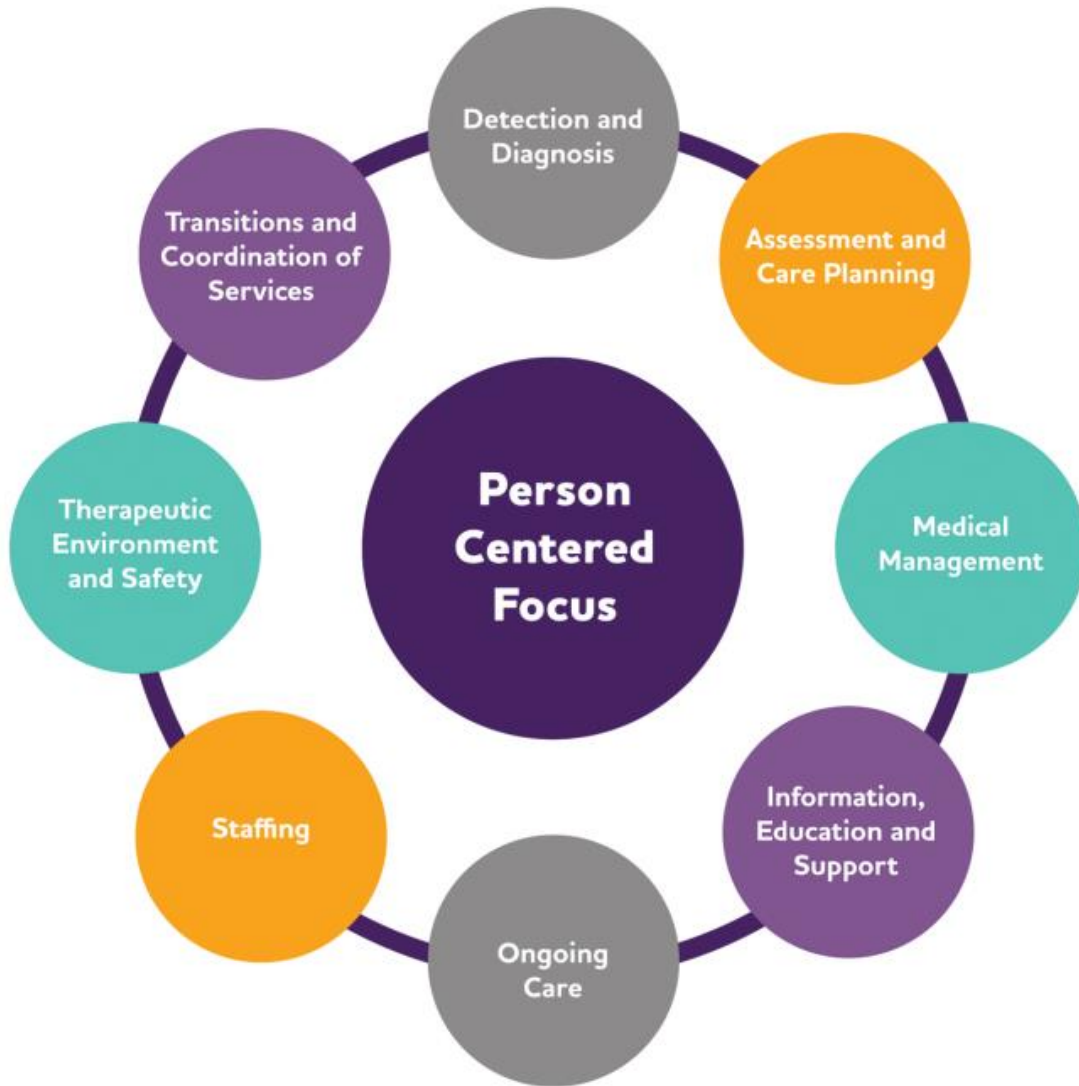 Detection and
Diagnosis
Assessment and
Care Planning
Medical
Management
Information,
Education and
Support
Ongoing
Care
Staffing
Therapeutic
Environment
and Safety
Transitions and
Coordination of
Services
Person
Centered
Focus